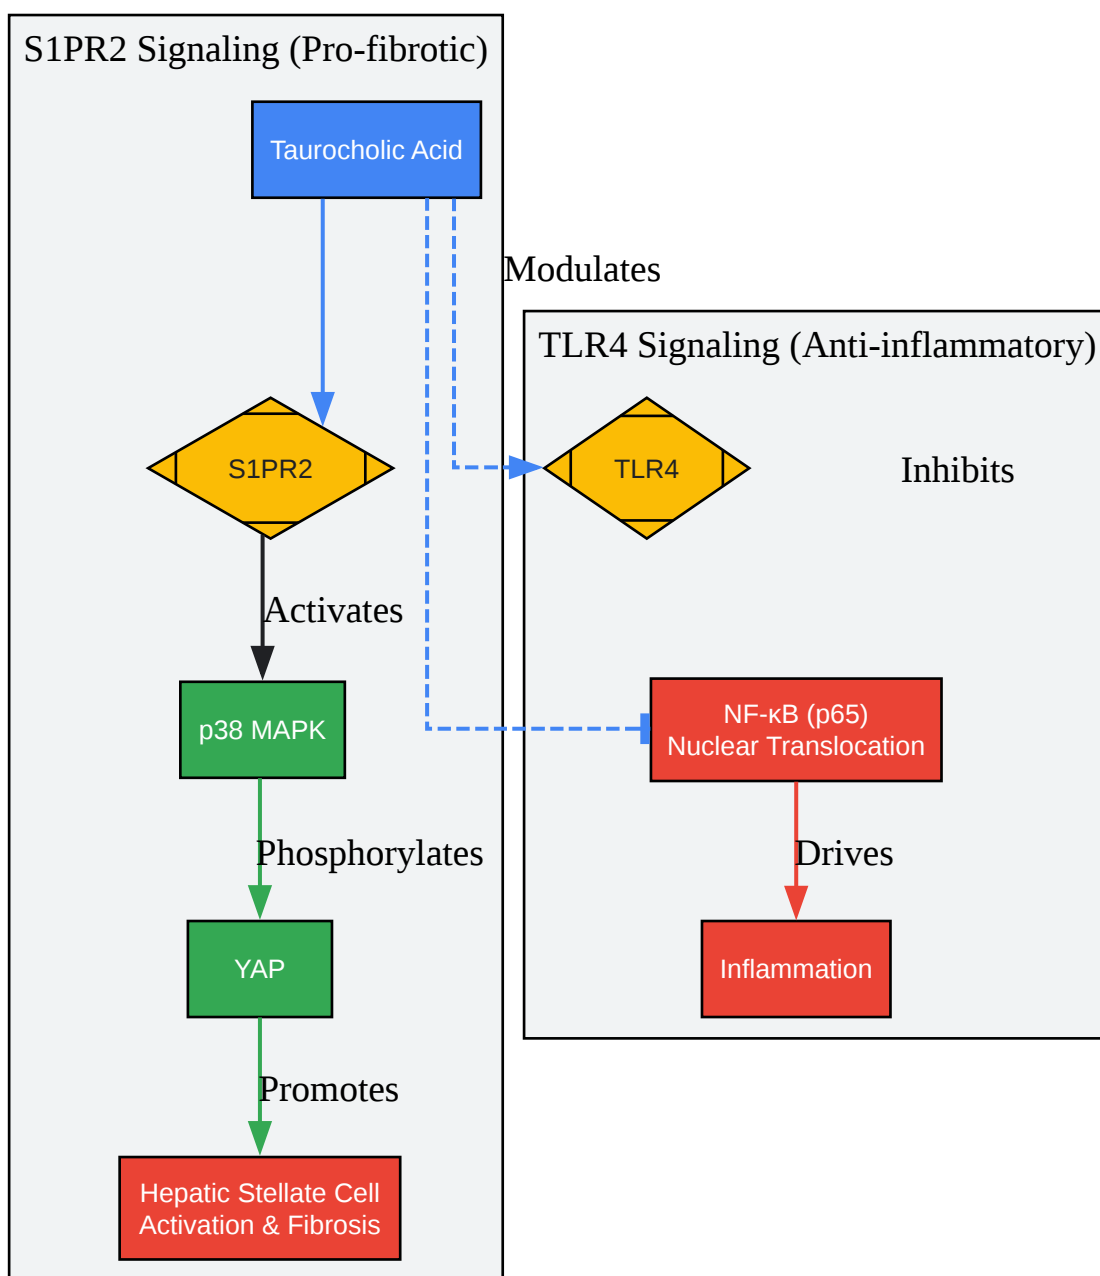 S1PR2 Signaling (Pro-fibrotic)
Taurocholic Acid
Modulates
TLR4 Signaling (Anti-inflammatory)
S1PR2
TLR4
Inhibits
Activates
p38 MAPK
NF-κB (p65)
Nuclear Translocation
Phosphorylates
Drives
YAP
Inflammation
Promotes
Hepatic Stellate Cell
Activation & Fibrosis